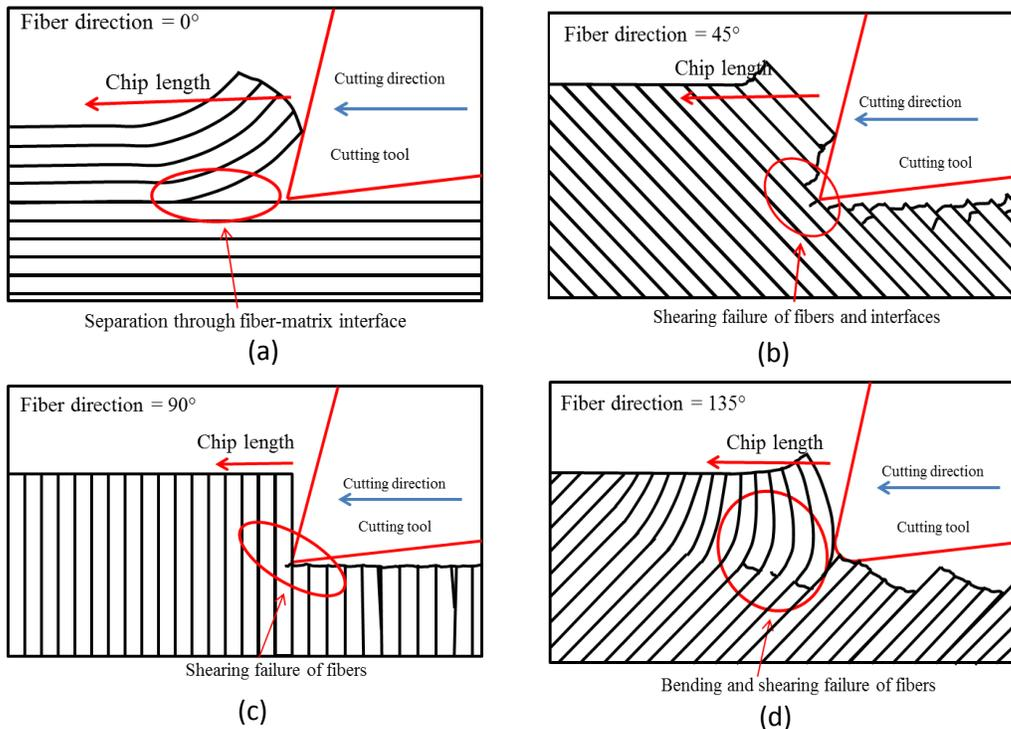 Fiber direction = 0°
Chip length
Cutting direction
Cutting tool
Separation through fiber-matrix interface
(a)
Fiber direction = 45°
Chip length
Cutting direction
Cutting tool
Shearing failure of fibers and interfaces
(b)
Fiber direction = 90°
Chip length
Cutting direction
Cutting tool
Shearing failure of fibers
(c)
Fiber direction = 135°
Chip length
Cutting direction
Cutting tool
Bending and shearing failure of fibers
(d)